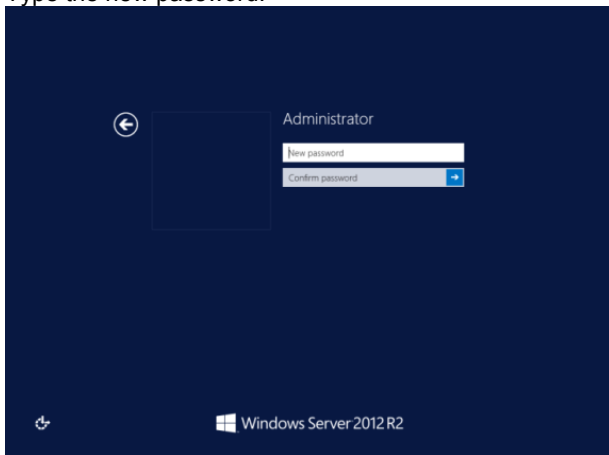 Type the new password.
Administrator
New password
Confirm password
Windows Server 2012 R2